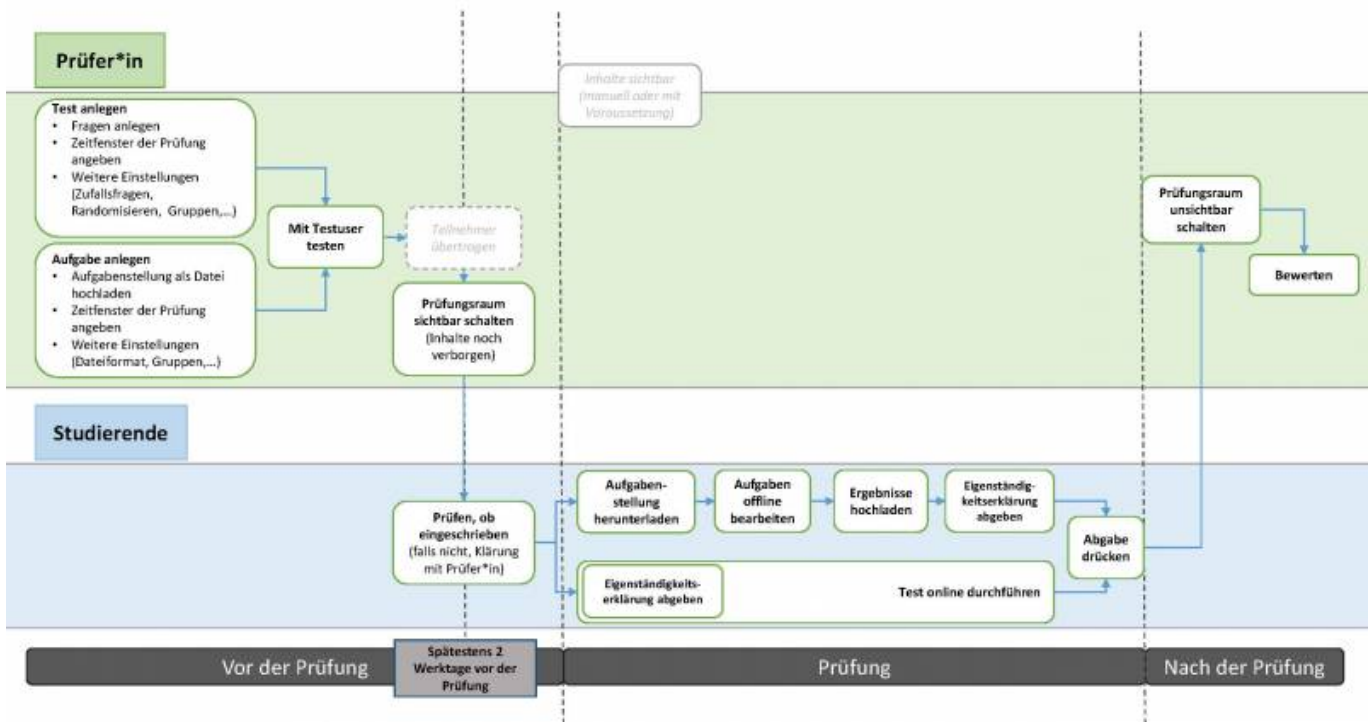 Prüfer*in
Inhalte sichtbar
(manuell oder mit
Voraussetzung)
Test anlegen
• Fragen anlegen
• Zeitfenster der Prüfung
angeben
• Weitere Einstellungen
(Zufallsfragen,
Randomisieren, Gruppen,...)
Aufgabe anlegen
• Aufgabenstellung als Datei
hochladen
• Zeitfenster der Prüfung
angeben
• Weitere Einstellungen
(Dateiformat, Gruppen,...)
Mit Testuser
testen
Teilnehmer
übertragen
Prüfungsraum
sichtbar schalten
(Inhalte noch
verborgen)
Prüfungsraum
unsichtbar
schalten
Bewerten
Studierende
Prüfen, ob
eingeschrieben
(falls nicht, Klärung
mit Prüfer*in)
Aufgaben-
stellung
herunterladen
Aufgaben
offline
bearbeiten
Ergebnisse
hochladen
Eigenständig-
keitserklärung
abgeben
Eigenständigkeits-
erklärung abgeben
Test online durchführen
Abgabe
drücken
Vor der Prüfung
Spätestens 2
Werktage vor der
Prüfung
Prüfung
Nach der Prüfung